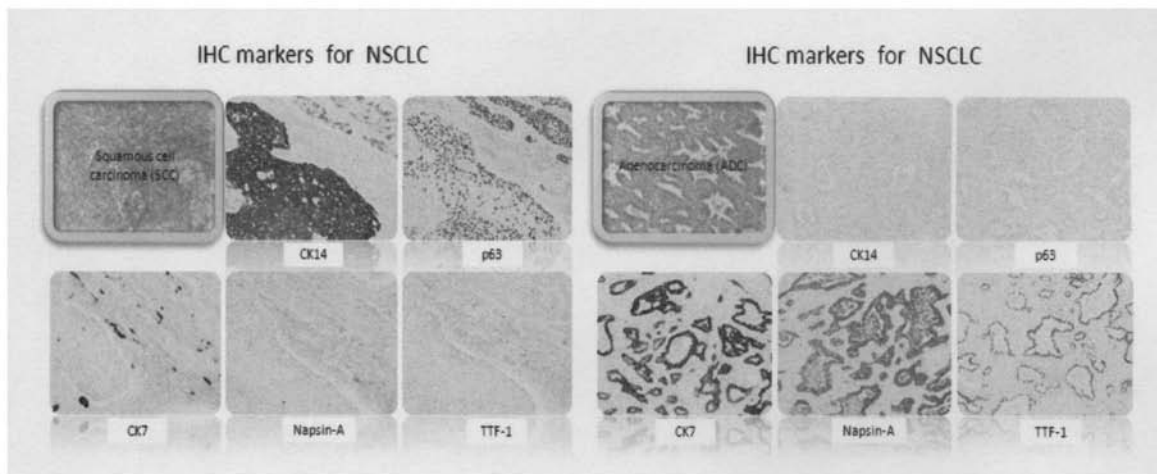 IHC markers for NSCLC
Squamous cell
carcinoma (SCC)
CK14
p63
CK7
Napsin-A
TTF-1
IHC markers for NSCLC
Adenocarcinoma (ADC)
CK14
p63
CK7
Napsin-A
TTF-1